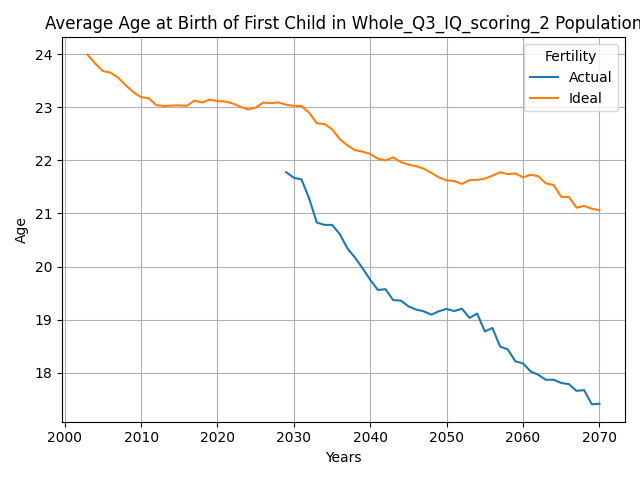 Average Age at Birth of First Child in Whole_Q3_IQ_scoring_2 Population
Fertility
Actual
Ideal
Age
24
23
22
21
20
19
18
2000 2010 2020 2030 2040 2050 2060 2070
Years